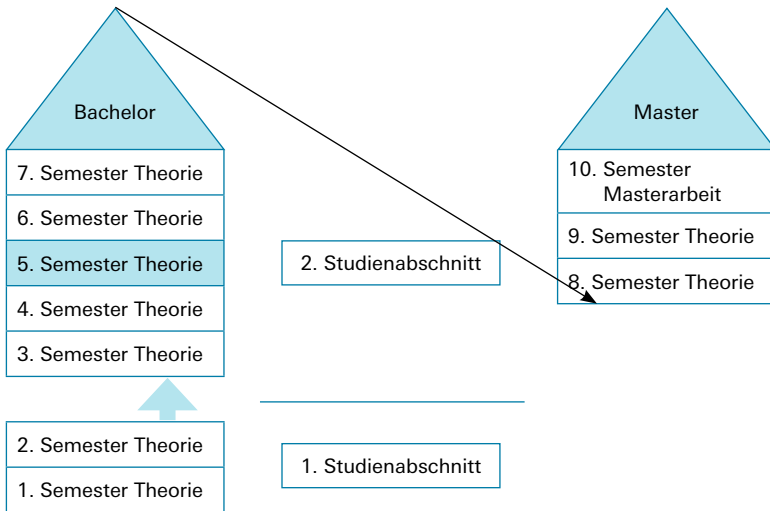 Bachelor
7. Semester Theorie
6. Semester Theorie
5. Semester Theorie
4. Semester Theorie
3. Semester Theorie
2. Semester Theorie
1. Semester Theorie
2. Studienabschnitt
1. Studienabschnitt
Master
10. Semester
Masterarbeit
9. Semester Theorie
8. Semester Theorie